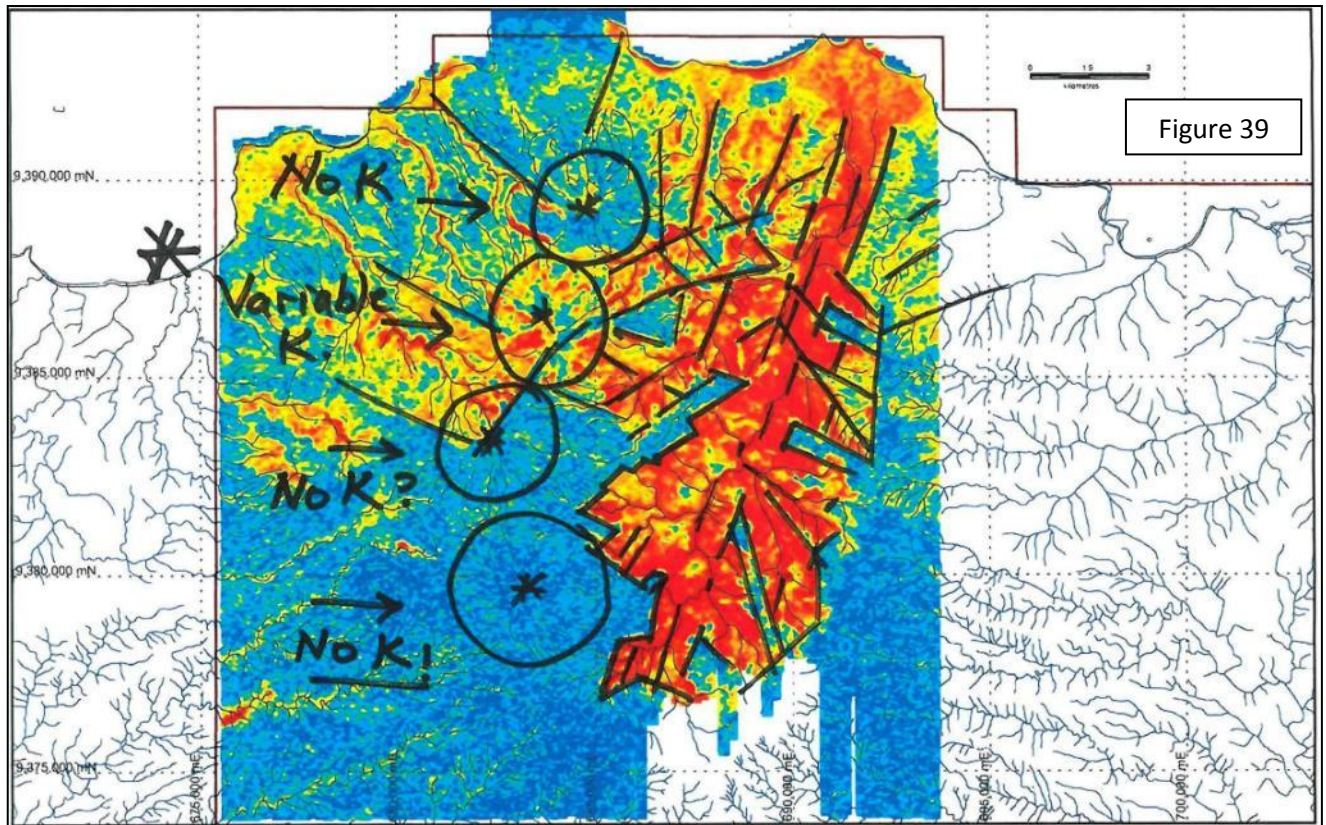 0 1.5 3
kilometres
Figure 39
9,390,000 mN
No K
Variable
K.
9,385,000 mN
No K?
9,380,000 mN
No K!
9,375,000 mN
675,000 mE
690,000 mE
695,000 mE
700,000 mE